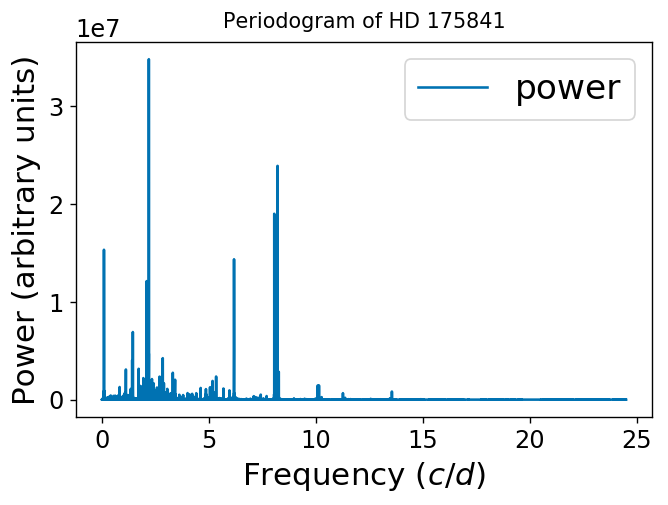 Periodogram of HD 175841
1e7
power
Power (arbitrary units)
3
2
1
0
0 5 10 15 20 25
Frequency (c/d)